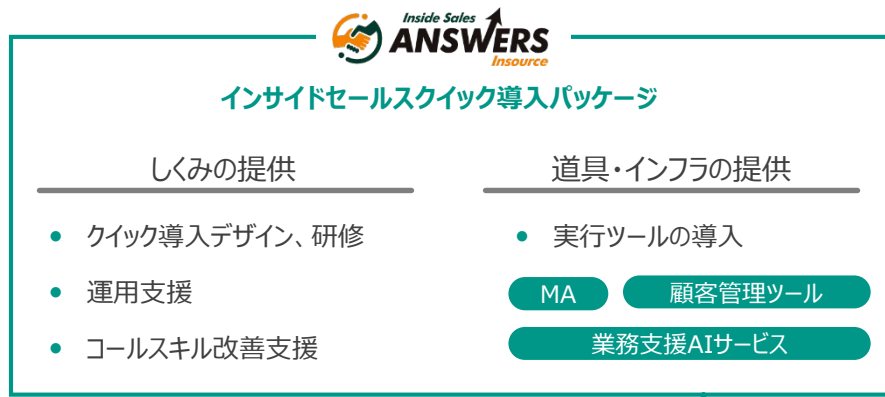 Inside Sales
ANSWERS
Insource
インサイドセールスクイック導入パッケージ
しくみの提供
• クイック導入デザイン、研修
• 運用支援
• コールスキル改善支援
道具・インフラの提供
• 実行ツールの導入
MA 顧客管理ツール
業務支援AIサービス